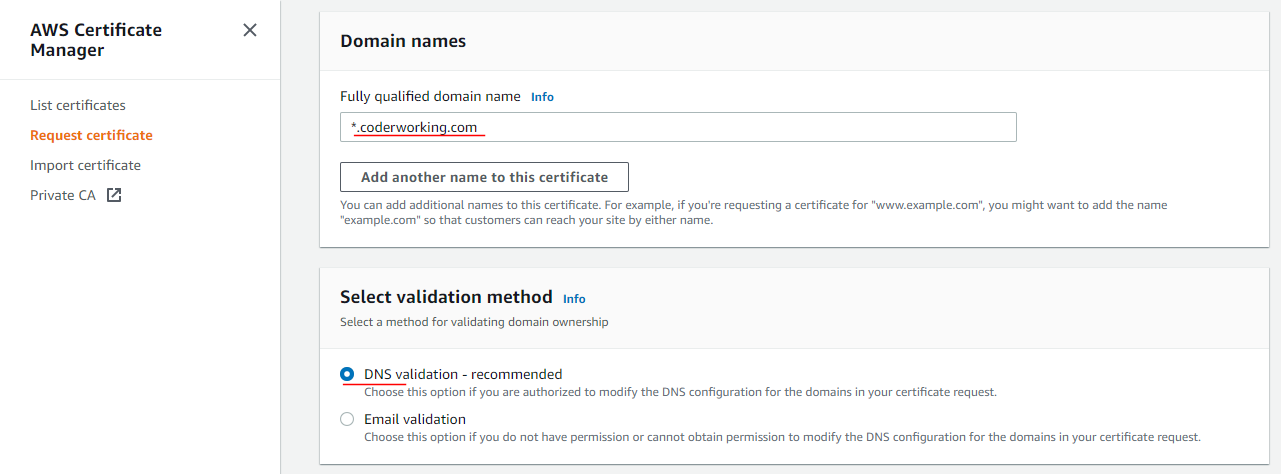 AWS Certificate
Manager
List certificates
Request certificate
Import certificate
Private CA
Domain names
Fully qualified domain name Info
*.coderworking.com
Add another name to this certificate
You can add additional names to this certificate. For example, if you're requesting a certificate for "www.example.com", you might want to add the name
"example.com" so that customers can reach your site by either name.
Select validation method Info
Select a method for validating domain ownership
DNS validation - recommended
Choose this option if you are authorized to modify the DNS configuration for the domains in your certificate request.
Email validation
Choose this option if you do not have permission or cannot obtain permission to modify the DNS configuration for the domains in your certificate request.